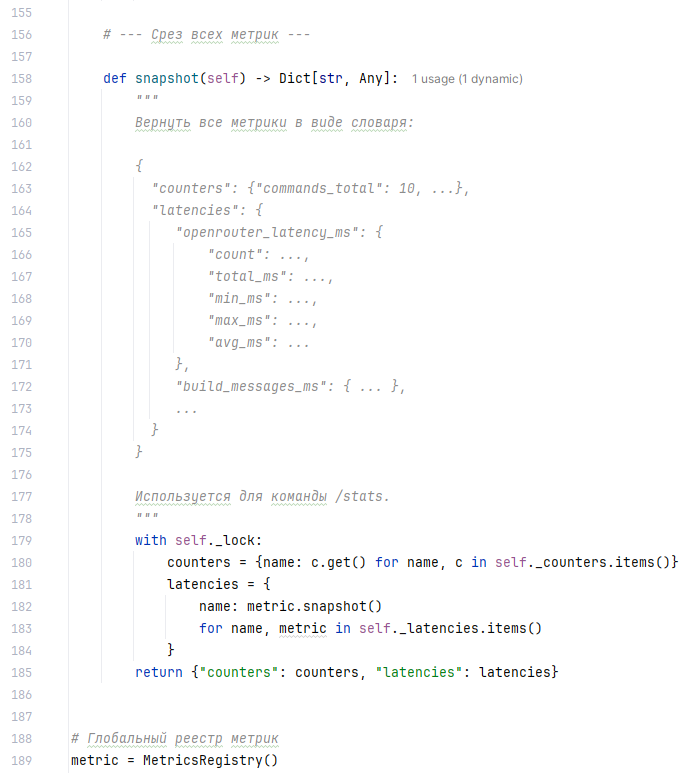 155
156 # --- Срез всех метрик ---
157
158 def snapshot(self) -> Dict[str, Any]: 1 usage (1 dynamic)
159 """
160 Вернуть все метрики в виде словаря:
161
162 {
163 "counters": {"commands_total": 10, ...},
164 "latencies": {
165 "openrouter_latency_ms": {
166 "count": ...,
167 "total_ms": ...,
168 "min_ms": ...,
169 "max_ms": ...,
170 "avg_ms": ...
171 },
172 "build_messages_ms": { ... },
173 ...
174 }
175 }
176
177 Используется для команды /stats.
178 """
179 with self._lock:
180 counters = {name: c.get() for name, c in self._counters.items()}
181 latencies = {
182 name: metric.snapshot()
183 for name, metric in self._latencies.items()
184 }
185 return {"counters": counters, "latencies": latencies}
186
187
188 # Глобальный реестр метрик
189 metric = MetricsRegistry()